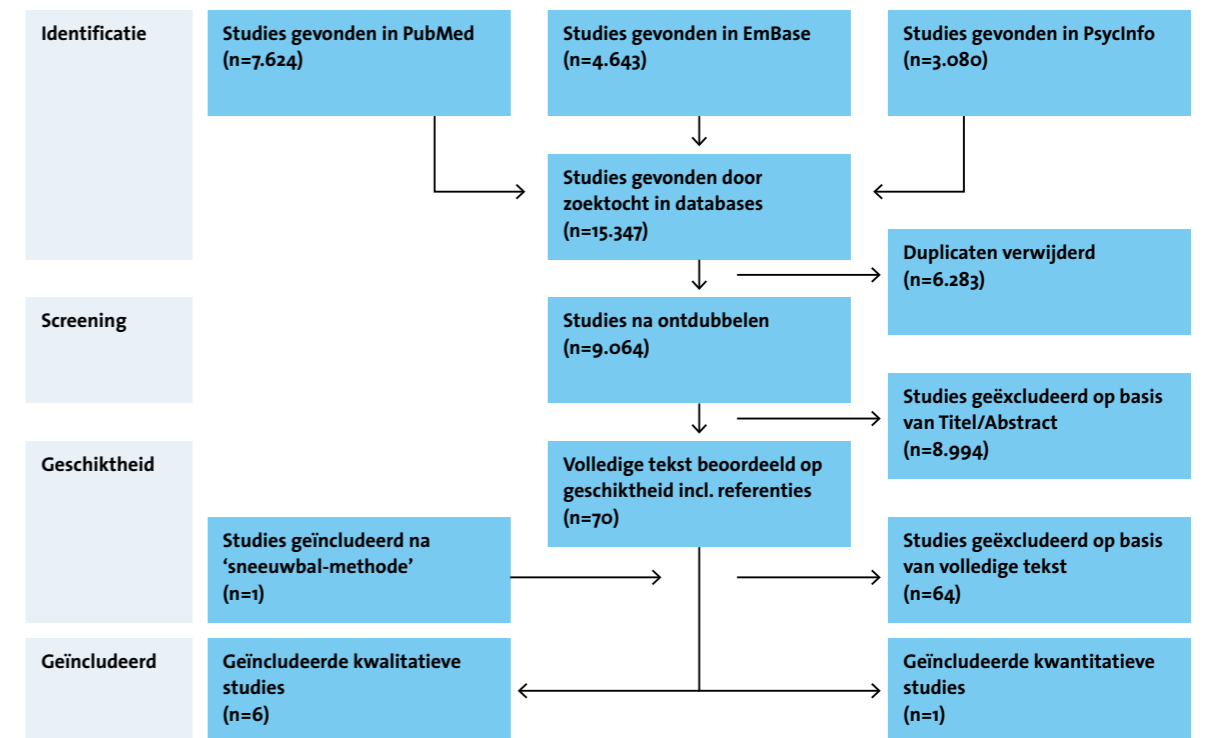 Identificatie
Studies gevonden in PubMed
(n=7.624)
Studies gevonden in EmBase
(n=4.643)
Studies gevonden in PsycInfo
(n=3.080)
Studies gevonden door
zoektocht in databases
(n=15.347)
Duplicaten verwijderd
(n=6.283)
Screening
Studies na ontdubbelen
(n=9.064)
Studies geëxcludeerd op basis
van Titel/Abstract
(n=8.994)
Geschiktheid
Volledige tekst beoordeeld op
geschiktheid incl. referenties
(n=70)
Studies geïncludeerd na
‘sneeuwbal-methode’
(n=1)
Studies geëxcludeerd op basis
van volledige tekst
(n=64)
Geïncludeerd
Geïncludeerde kwalitatieve
studies
(n=6)
Geïncludeerde kwantitatieve
studies
(n=1)